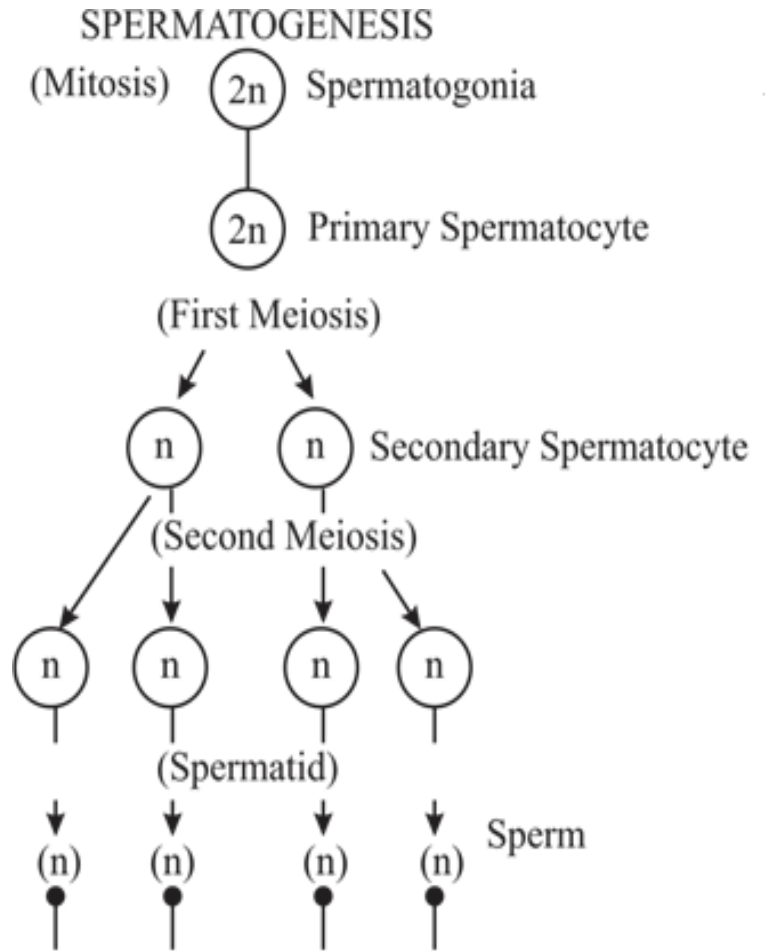 SPERMATOGENESIS
(Mitosis) 2n Spermatogonia
2n Primary Spermatocyte
(First Meiosis)
n n Secondary Spermatocyte
(Second Meiosis)
n n n n
(Spermatid)
Sperm
(n) (n) (n) (n)